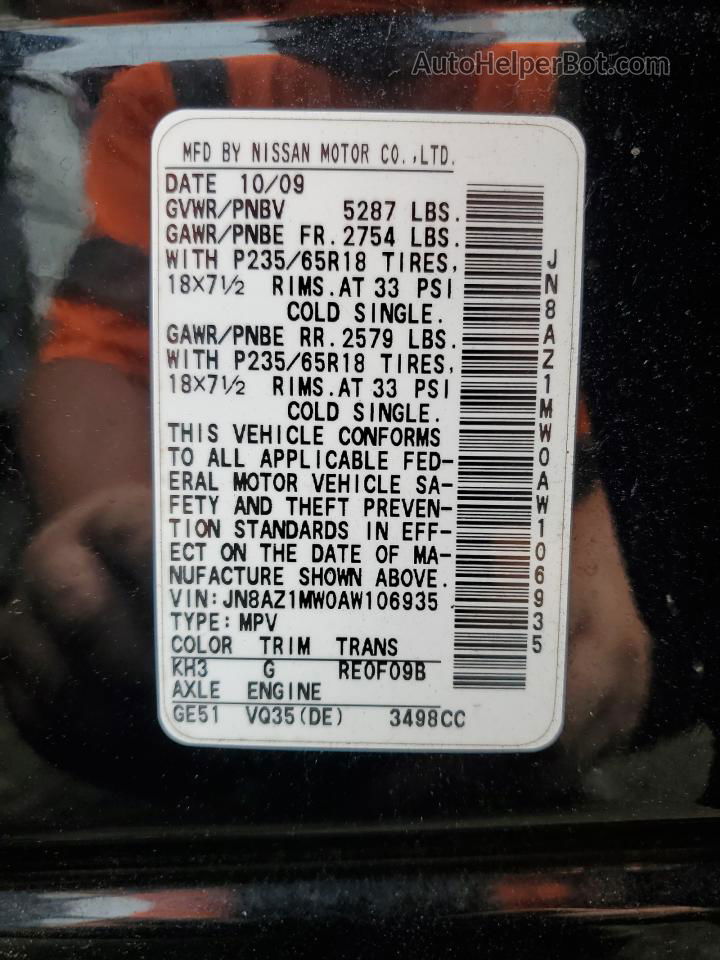 AutoHelperBot.com
MFD BY NISSAN MOTOR CO.,LTD.
DATE 10/09
GVWR/PNBV 5287 LBS.
GAWR/PNBE FR.2754 LBS.
WITH P235/65R18 TIRES,
18×7½ RIMS.AT 33 PSI
COLD SINGLE.
GAWR/PNBE RR.2579 LBS.
WITH P235/65R18 TIRES,
18×7½ RIMS.AT 33 PSI
COLD SINGLE.
THIS VEHICLE CONFORMS
TO ALL APPLICABLE FED-
ERAL MOTOR VEHICLE SA-
FETY AND THEFT PREVEN-
TION STANDARDS IN EFF-
ECT ON THE DATE OF MA-
NUFACTURE SHOWN ABOVE.
VIN:JN8AZ1MW0AW106935
TYPE:MPV
COLOR TRIM TRANS
KH3 G RE0F09B
AXLE ENGINE
GE51 VQ35(DE) 3498CC
JN8AZ1MW0AW106935